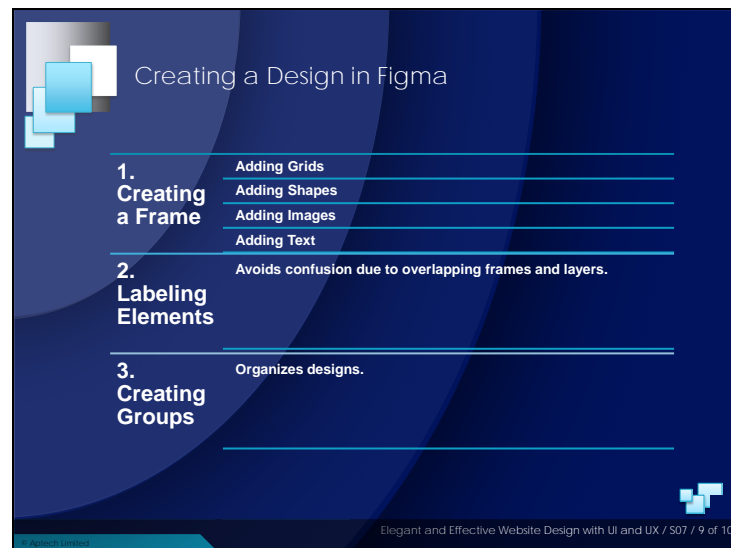 Creating a Design in Figma
1.
Creating
a Frame
Adding Grids
Adding Shapes
Adding Images
Adding Text
2.
Labeling
Elements
Avoids confusion due to overlapping frames and layers.
3.
Creating
Groups
Organizes designs.
Elegant and Effective Website Design with UI and UX / S07 / 9 of 10
© Aptech Limited